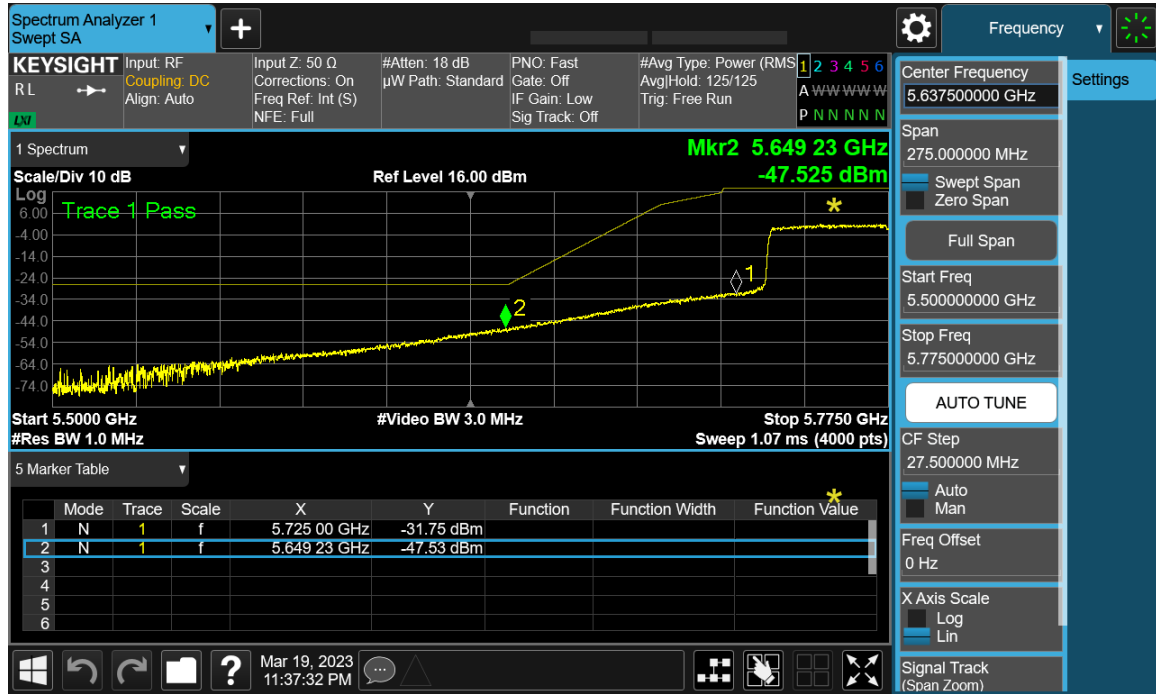 Spectrum Analyzer 1
Swept SA
Frequency
KEYSIGHT
R L
LXI
Input: RF
Coupling: DC
Align: Auto
Input Z: 50 Ω
Corrections: On
Freq Ref: Int (S)
NFE: Full
#Atten: 18 dB
µW Path: Standard
PNO: Fast
Gate: Off
IF Gain: Low
Sig Track: Off
#Avg Type: Power (RMS
Avg|Hold: 125/125
Trig: Free Run
1 2 3 4 5 6
A W W W W W
P N N N N N
1 Spectrum
Mkr2 5.649 23 GHz
-47.525 dBm
Scale/Div 10 dB
Ref Level 16.00 dBm
Log
Trace 1 Pass
6.00
-4.00
-14.0
-24.0
-34.0
-44.0
-54.0
-64.0
-74.0
1
2
*
Start 5.5000 GHz
#Video BW 3.0 MHz
Stop 5.7750 GHz
#Res BW 1.0 MHz
Sweep 1.07 ms (4000 pts)
5 Marker Table
*
Mode Trace Scale X Y Function Function Width Function Value
1 N 1 f 5.725 00 GHz -31.75 dBm
2 N 1 f 5.649 23 GHz -47.53 dBm
3
4
5
6
Mar 19, 2023
11:37:32 PM
?
Center Frequency
5.637500000 GHz
Settings
Span
275.000000 MHz
Swept Span
Zero Span
Full Span
Start Freq
5.500000000 GHz
Stop Freq
5.775000000 GHz
AUTO TUNE
CF Step
27.500000 MHz
Auto
Man
Freq Offset
0 Hz
X Axis Scale
Log
Lin
Signal Track
(Span Zoom)